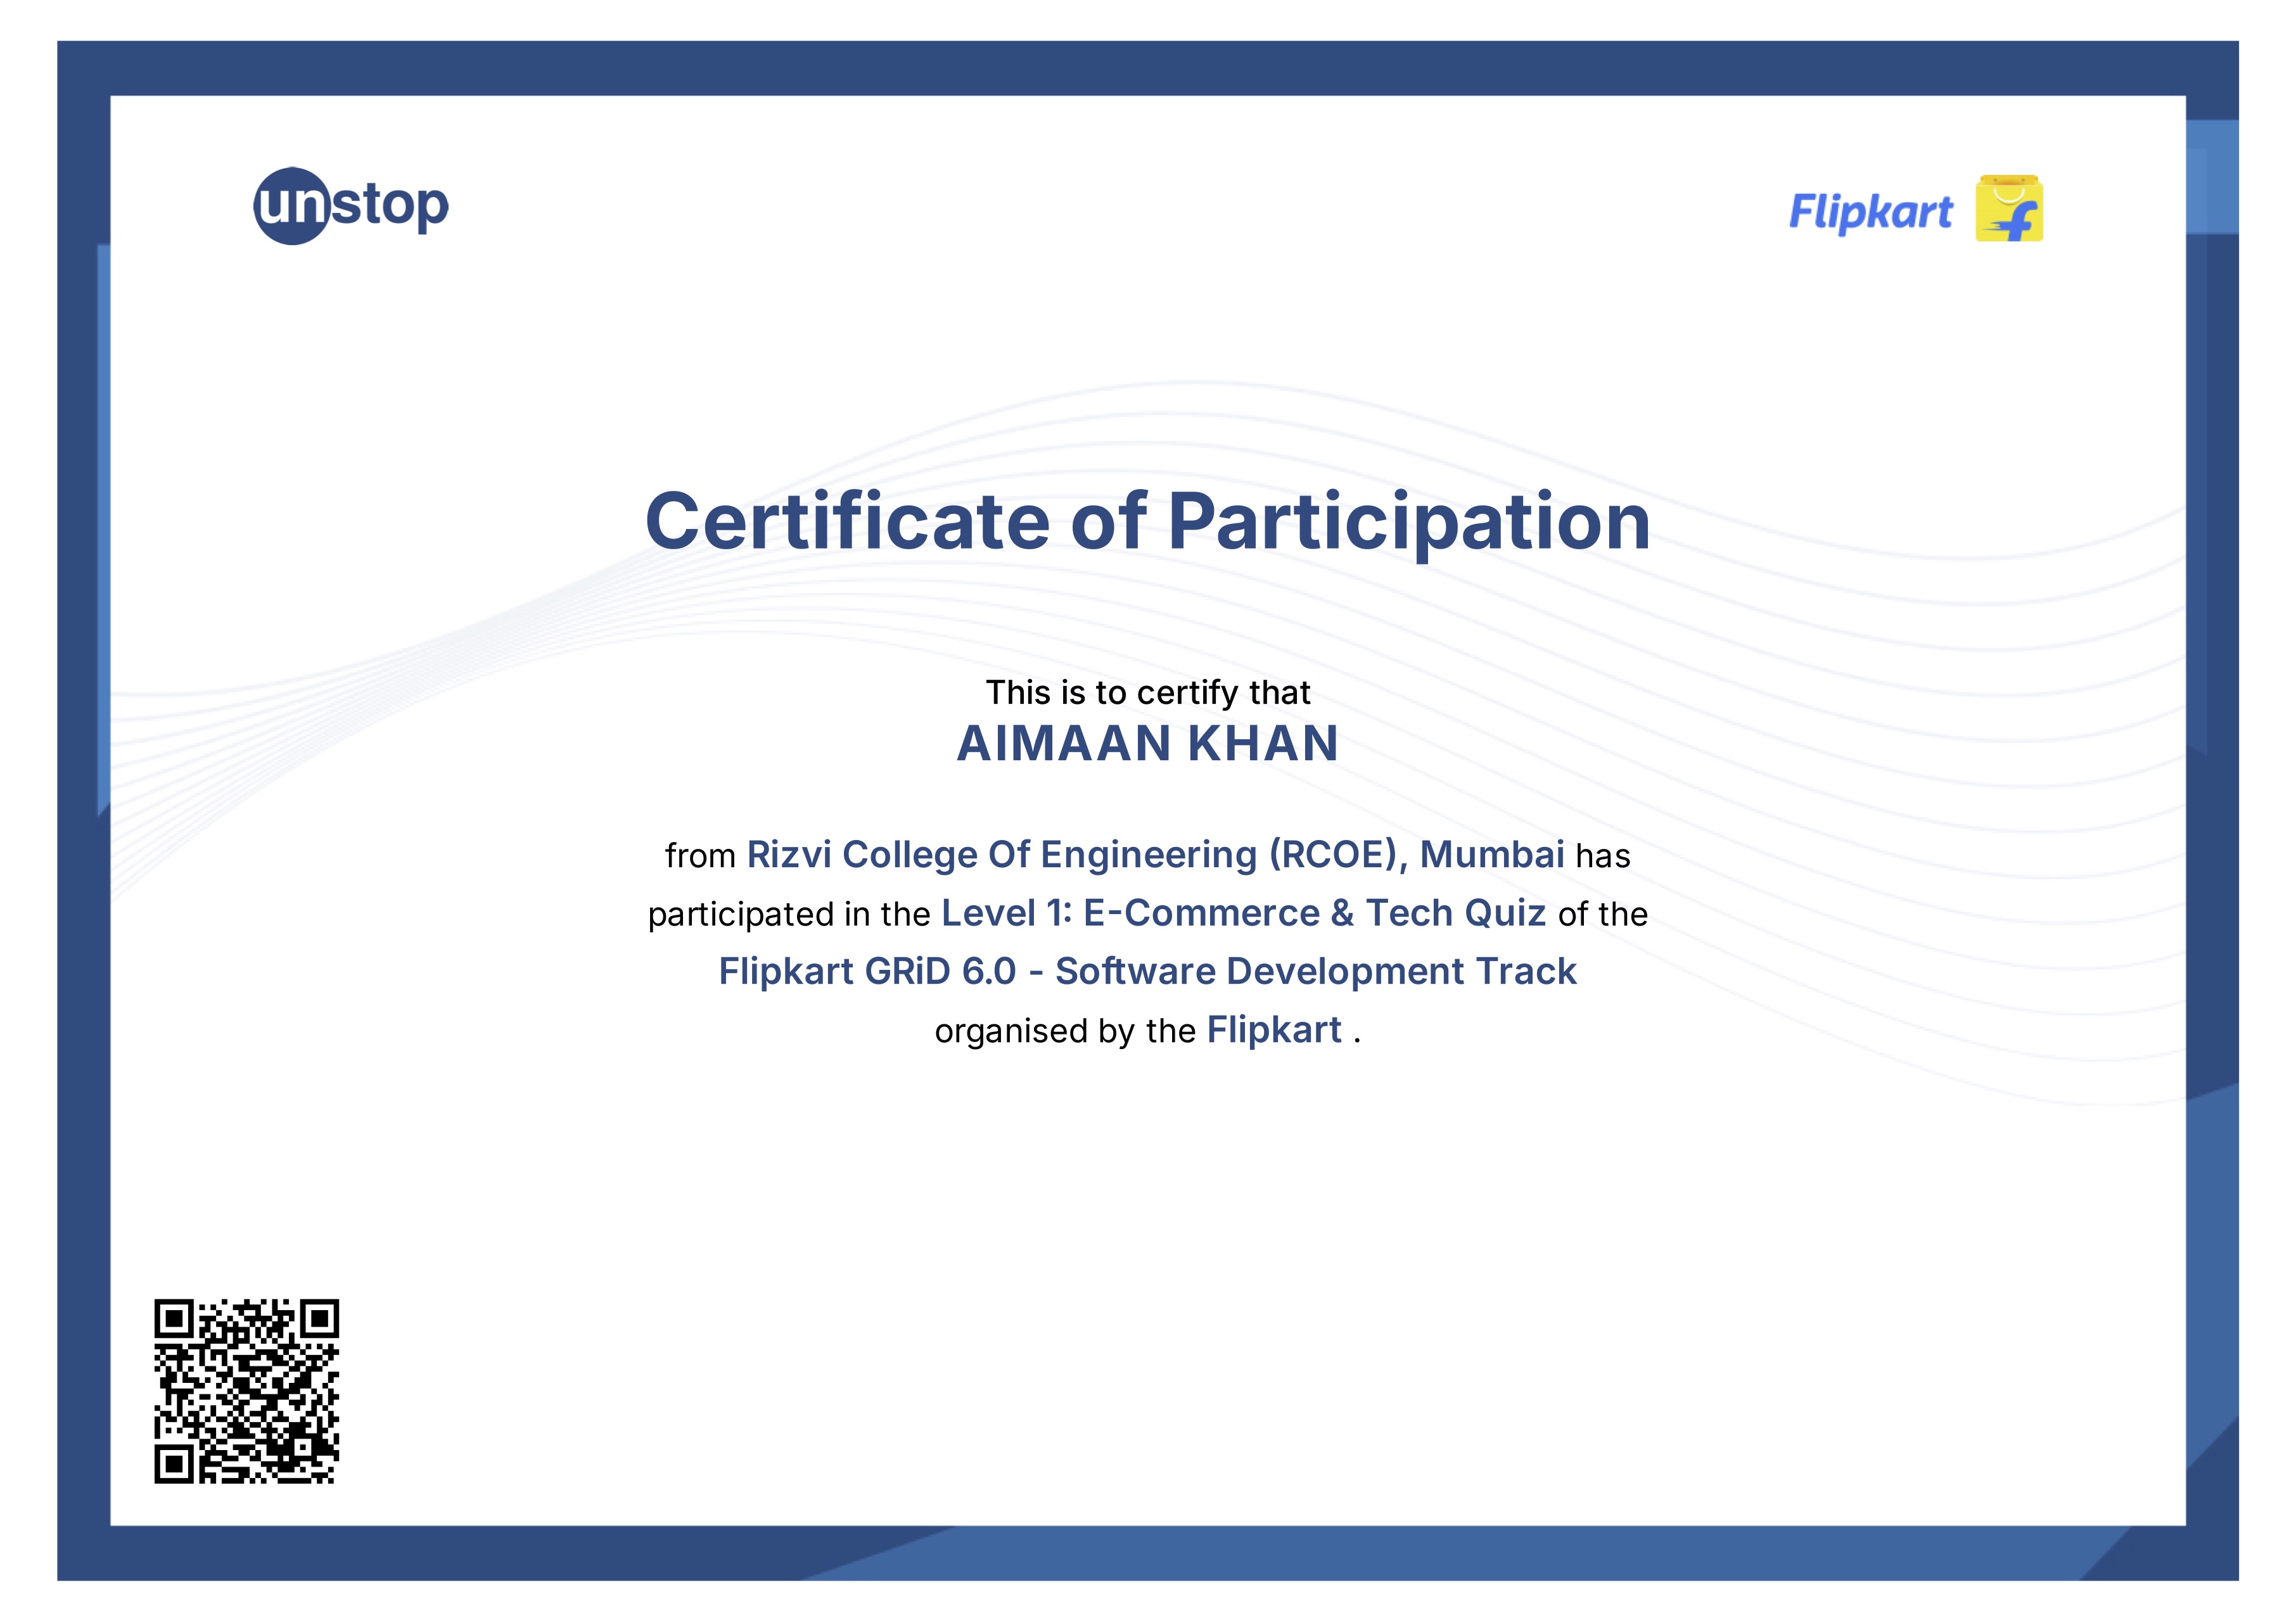 unstop
Flipkart
Certificate of Participation
This is to certify that
AIMAAN KHAN
from Rizvi College Of Engineering (RCOE), Mumbai has
participated in the Level 1: E-Commerce & Tech Quiz of the
Flipkart GRiD 6.0 - Software Development Track
organised by the Flipkart .